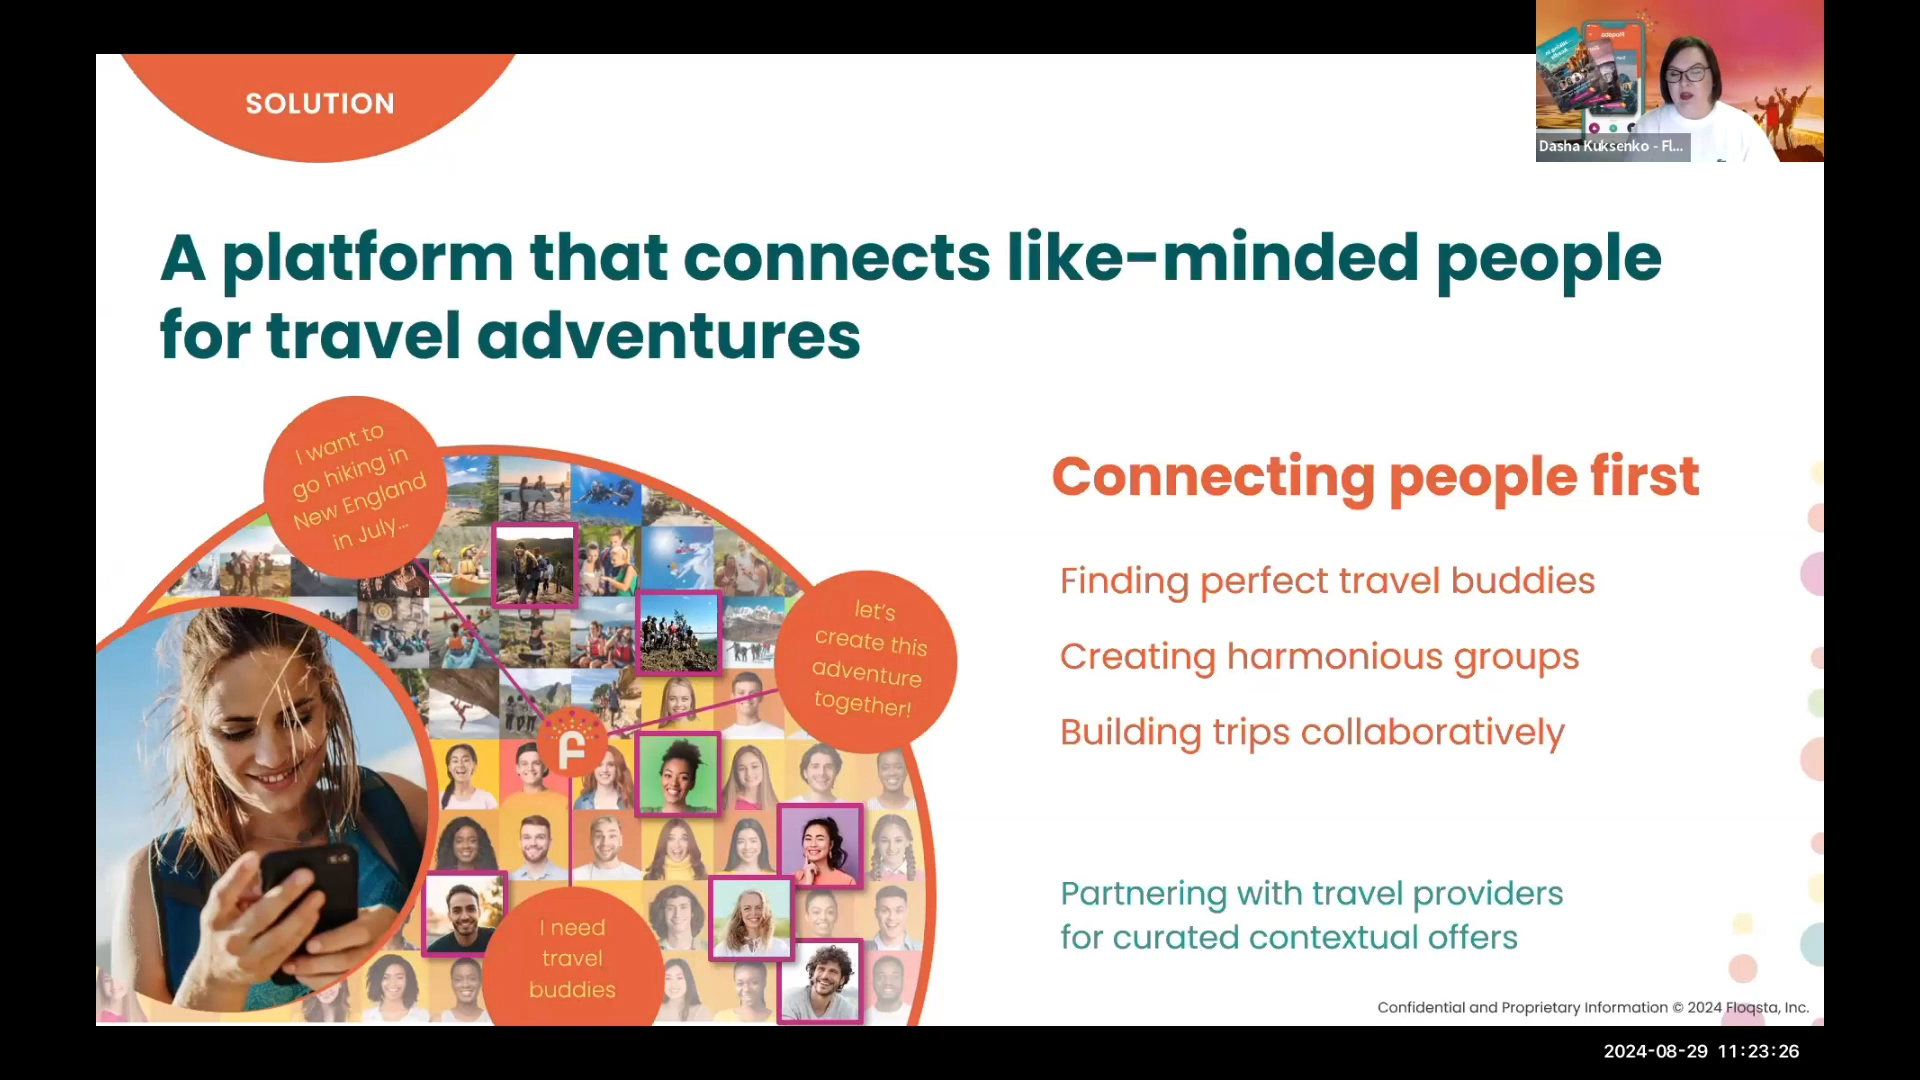 SOLUTION
Dasha Kuksenko - Fl...
A platform that connects like-minded people
for travel adventures
I want to
go hiking in
New England
in July...
let's
create this
adventure
together!
I need
travel
buddies
Connecting people first
Finding perfect travel buddies
Creating harmonious groups
Building trips collaboratively
Partnering with travel providers
for curated contextual offers
Confidential and Proprietary Information © 2024 Floqsta, Inc.
2024-08-29 11:23:26